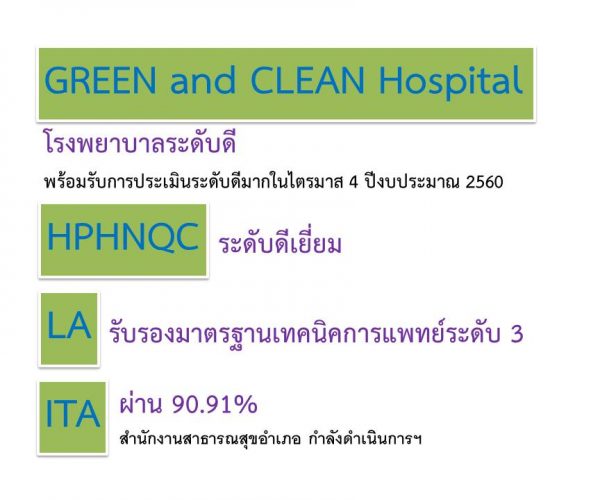 GREEN and CLEAN Hospital
โรงพยาบาลระดับดี
พร้อมรับการประเมินระดับดีมากในไตรมาส 4 ปีงบประมาณ 2560
HPHNQC ระดับดีเยี่ยม
LA รับรองมาตรฐานเทคนิคการแพทย์ระดับ 3
ITA ผ่าน 90.91%
สำนักงานสาธารณสุขอำเภอ กำลังดำเนินการฯ